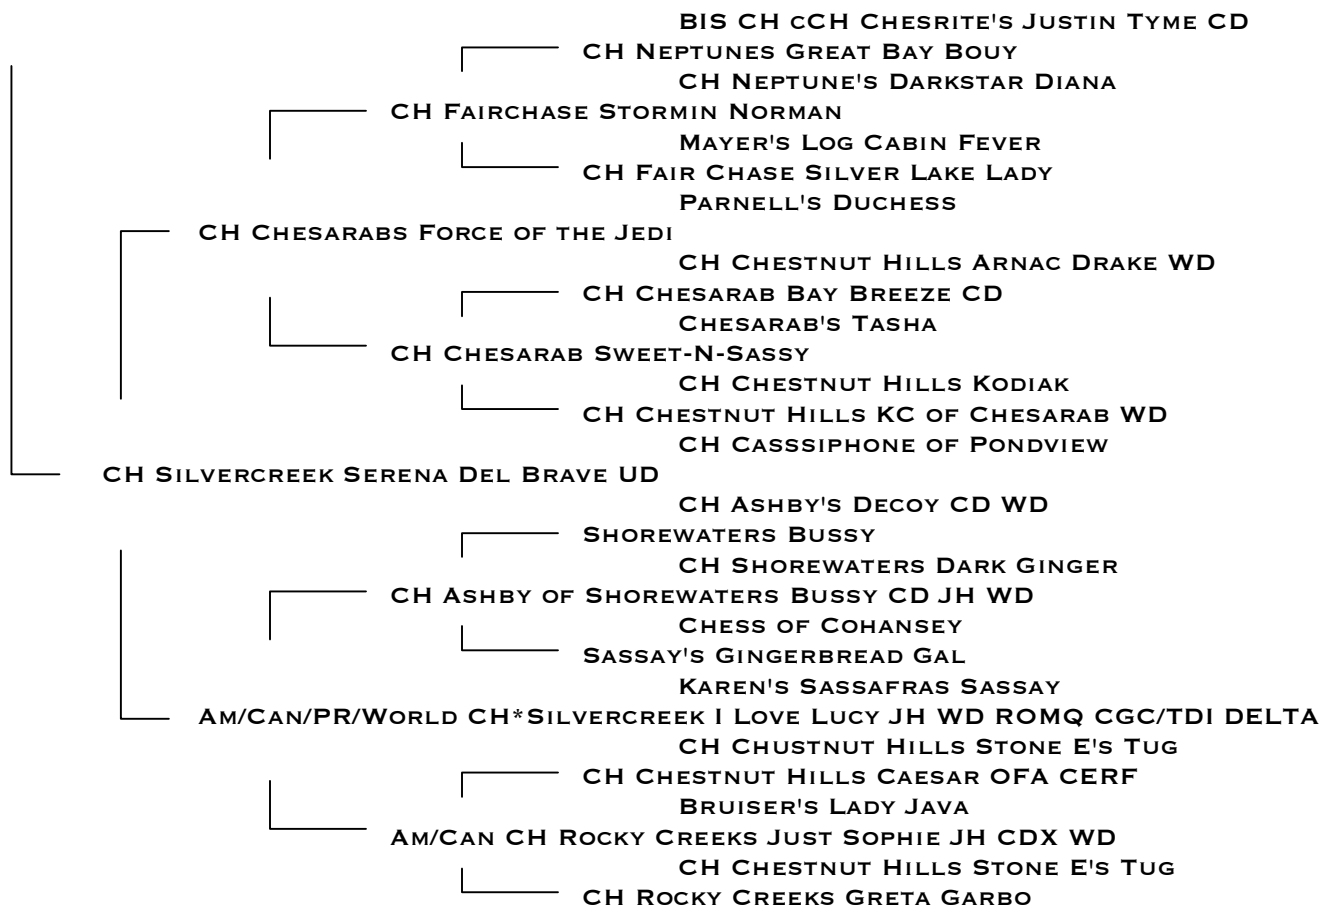 BIS CH cCH Chesrite's Justin Tyme CD
CH Neptunes Great Bay Bouy
CH Neptune's Darkstar Diana
CH Fairchase Stormin Norman
Mayer's Log Cabin Fever
CH Fair Chase Silver Lake Lady
Parnell's Duchess
CH Chesarabs Force of the Jedi
CH Chestnut Hills Arnac Drake WD
CH Chesarab Bay Breeze CD
Chesarab's Tasha
CH Chesarab Sweet-N-Sassy
CH Chestnut Hills Kodiak
CH Chestnut Hills KC of Chesarab WD
CH Casssiphone of Pondview
CH Silvercreek Serena Del Brave UD
CH Ashby's Decoy CD WD
Shorewaters Bussy
CH Shorewaters Dark Ginger
CH Ashby of Shorewaters Bussy CD JH WD
Chess of Cohansey
Sassay's Gingerbread Gal
Karen's Sassafras Sassay
Am/Can/PR/World CH*Silvercreek I Love Lucy JH WD ROMQ CGC/TDI DELTA
CH Chustnut Hills Stone E's Tug
CH Chestnut Hills Caesar OFA CERF
Bruiser's Lady Java
Am/Can CH Rocky Creeks Just Sophie JH CDX WD
CH Chestnut Hills Stone E's Tug
CH Rocky Creeks Greta Garbo